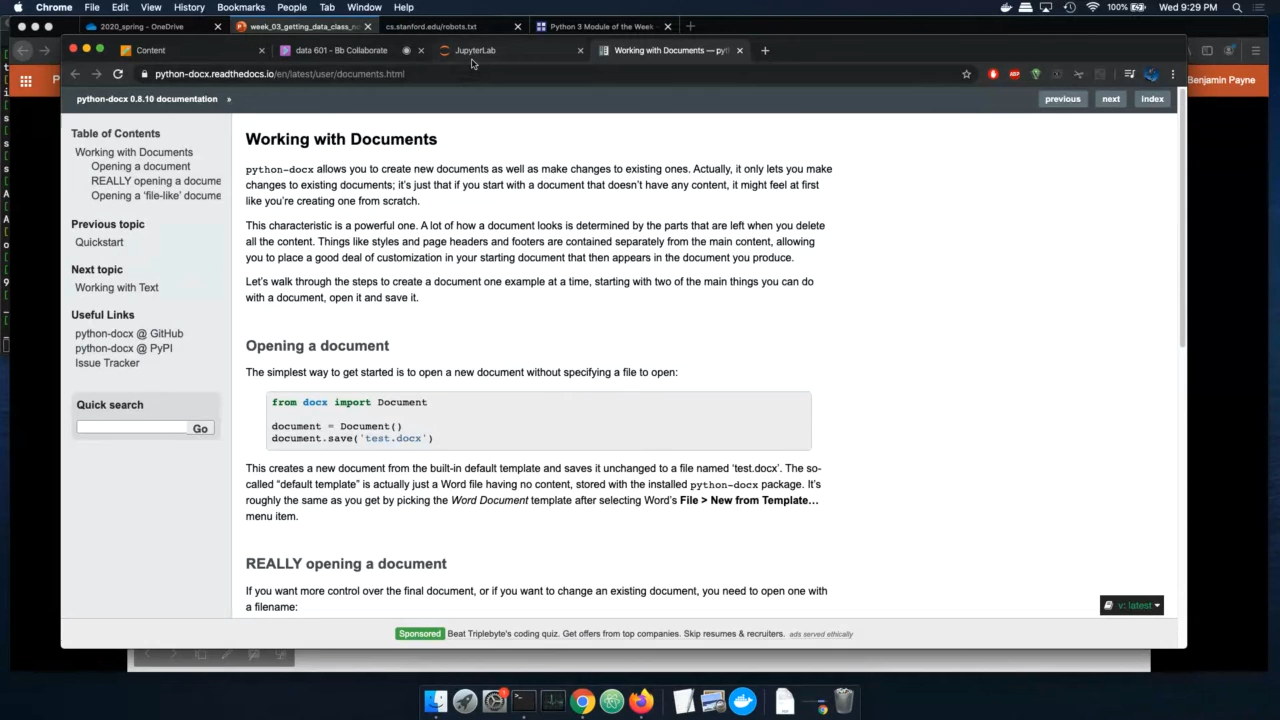 Chrome File Edit View History Bookmarks People Tab Window Help 100% Wed 9:29 PM
2020_spring - OneDrive week_03_getting_data_class_no cs.stanford.edu/robots.txt Python 3 Module of the Week -
Content data 601 - Bb Collaborate JupyterLab Working with Documents — pyt
python-docx.readthedocs.io/en/latest/user/documents.html
Benjamin Payne
python-docx 0.8.10 documentation » previous next index
Table of Contents
Working with Documents
Opening a document
REALLY opening a docume
Opening a 'file-like' docume
Previous topic
Quickstart
Next topic
Working with Text
Useful Links
python-docx @ GitHub
python-docx @ PyPI
Issue Tracker
Quick search
Go
Working with Documents
python-docx allows you to create new documents as well as make changes to existing ones. Actually, it only lets you make
changes to existing documents; it's just that if you start with a document that doesn't have any content, it might feel at first
like you're creating one from scratch.
This characteristic is a powerful one. A lot of how a document looks is determined by the parts that are left when you delete
all the content. Things like styles and page headers and footers are contained separately from the main content, allowing
you to place a good deal of customization in your starting document that then appears in the document you produce.
Let's walk through the steps to create a document one example at a time, starting with two of the main things you can do
with a document, open it and save it.
Opening a document
The simplest way to get started is to open a new document without specifying a file to open:
from docx import Document
document = Document()
document.save('test.docx')
This creates a new document from the built-in default template and saves it unchanged to a file named 'test.docx'. The so-
called "default template" is actually just a Word file having no content, stored with the installed python-docx package. It's
roughly the same as you get by picking the Word Document template after selecting Word's File > New from Template...
menu item.
REALLY opening a document
If you want more control over the final document, or if you want to change an existing document, you need to open one with
a filename:
v: latest
Sponsored Beat Triplebyte's coding quiz. Get offers from top companies. Skip resumes & recruiters. ads served ethically